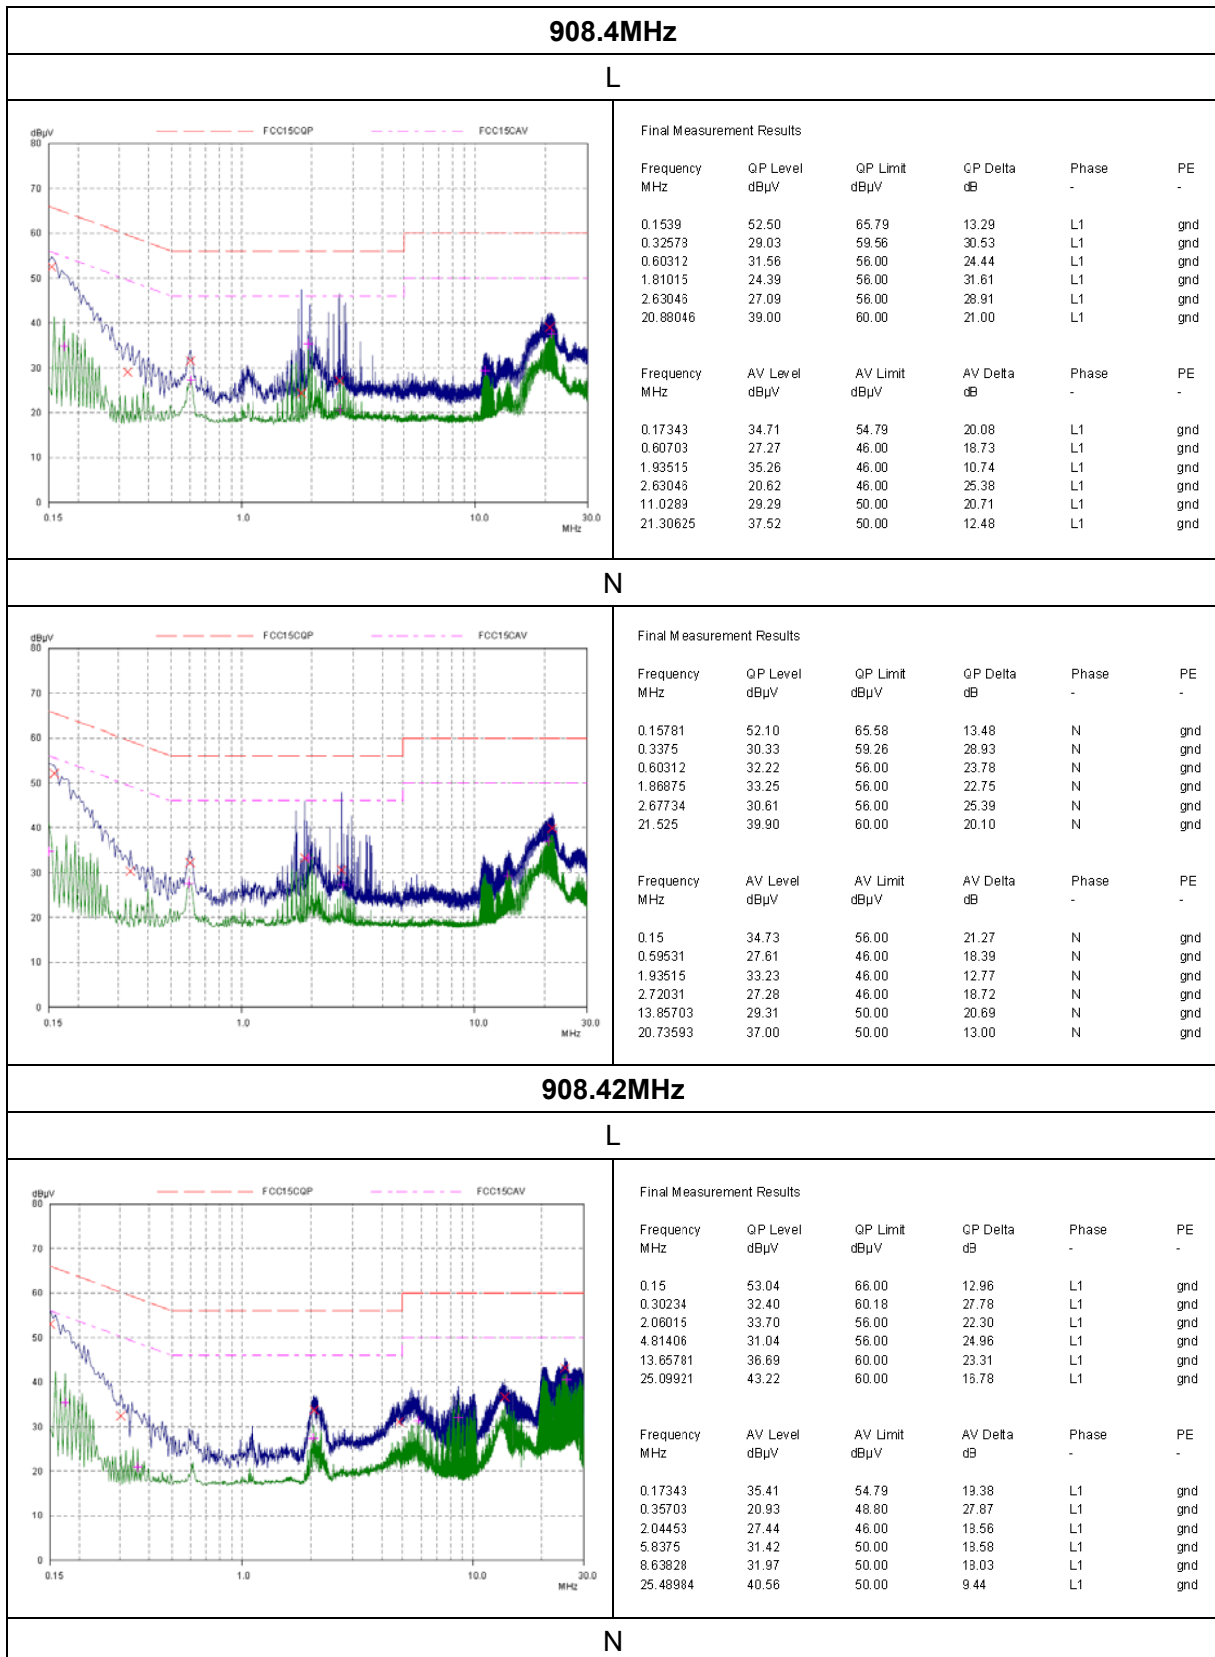 908.4MHz
L
dBµV
FCC15CQP
FCC15CAV
80
70
60
50
40
30
20
10
0
0.15
1.0
10.0
30.0
MHz
Final Measurement Results
Frequency QP Level QP Limit QP Delta Phase PE
MHz dBµV dBµV dB - -
0.1539 52.50 65.79 13.29 L1 gnd
0.32578 29.03 59.56 30.53 L1 gnd
0.60312 31.56 56.00 24.44 L1 gnd
1.81015 24.39 56.00 31.61 L1 gnd
2.63046 27.09 56.00 28.91 L1 gnd
20.88046 39.00 60.00 21.00 L1 gnd
Frequency AV Level AV Limit AV Delta Phase PE
MHz dBµV dBµV dB - -
0.17343 34.71 54.79 20.08 L1 gnd
0.60703 27.27 46.00 18.73 L1 gnd
1.93515 35.26 46.00 10.74 L1 gnd
2.63046 20.62 46.00 25.38 L1 gnd
11.0289 29.29 50.00 20.71 L1 gnd
21.30625 37.52 50.00 12.48 L1 gnd
N
dBµV
FCC15CQP
FCC15CAV
80
70
60
50
40
30
20
10
0
0.15
1.0
10.0
30.0
MHz
Final Measurement Results
Frequency QP Level QP Limit QP Delta Phase PE
MHz dBµV dBµV dB - -
0.15781 52.10 65.58 13.48 N gnd
0.3375 30.33 59.26 28.93 N gnd
0.60312 32.22 56.00 23.78 N gnd
1.86875 33.25 56.00 22.75 N gnd
2.67734 30.61 56.00 25.39 N gnd
21.525 39.90 60.00 20.10 N gnd
Frequency AV Level AV Limit AV Delta Phase PE
MHz dBµV dBµV dB - -
0.15 34.73 56.00 21.27 N gnd
0.59531 27.61 46.00 18.39 N gnd
1.93515 33.23 46.00 12.77 N gnd
2.72031 27.28 46.00 18.72 N gnd
13.85703 29.31 50.00 20.69 N gnd
20.73593 37.00 50.00 13.00 N gnd
908.42MHz
L
dBµV
FCC15CQP
FCC15CAV
80
70
60
50
40
30
20
10
0
0.15
1.0
10.0
30.0
MHz
Final Measurement Results
Frequency QP Level QP Limit QP Delta Phase PE
MHz dBµV dBµV dB - -
0.15 53.04 66.00 12.96 L1 gnd
0.30234 32.40 60.18 27.78 L1 gnd
2.06015 33.70 56.00 22.30 L1 gnd
4.81406 31.04 56.00 24.96 L1 gnd
13.65781 36.69 60.00 23.31 L1 gnd
25.09921 43.22 60.00 16.78 L1 gnd
Frequency AV Level AV Limit AV Delta Phase PE
MHz dBµV dBµV dB - -
0.17343 35.41 54.79 19.38 L1 gnd
0.35703 20.93 48.80 27.87 L1 gnd
2.04453 27.44 46.00 18.56 L1 gnd
5.8375 31.42 50.00 18.58 L1 gnd
8.63828 31.97 50.00 18.03 L1 gnd
25.48984 40.56 50.00 9.44 L1 gnd
N